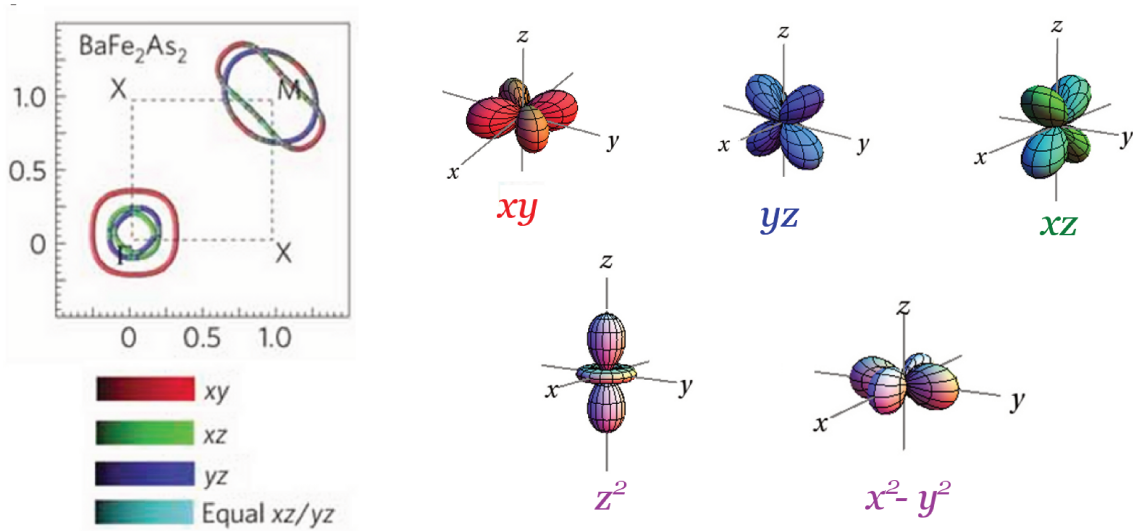 BaFe₂As₂
X
M
1.0
0.5
0
Γ
X
0 0.5 1.0
xy
xz
yz
Equal xz/yz
z
y
x
xy
z
y
x
yz
z
y
x
xz
z
y
x
z²
z
y
x
x²- y²